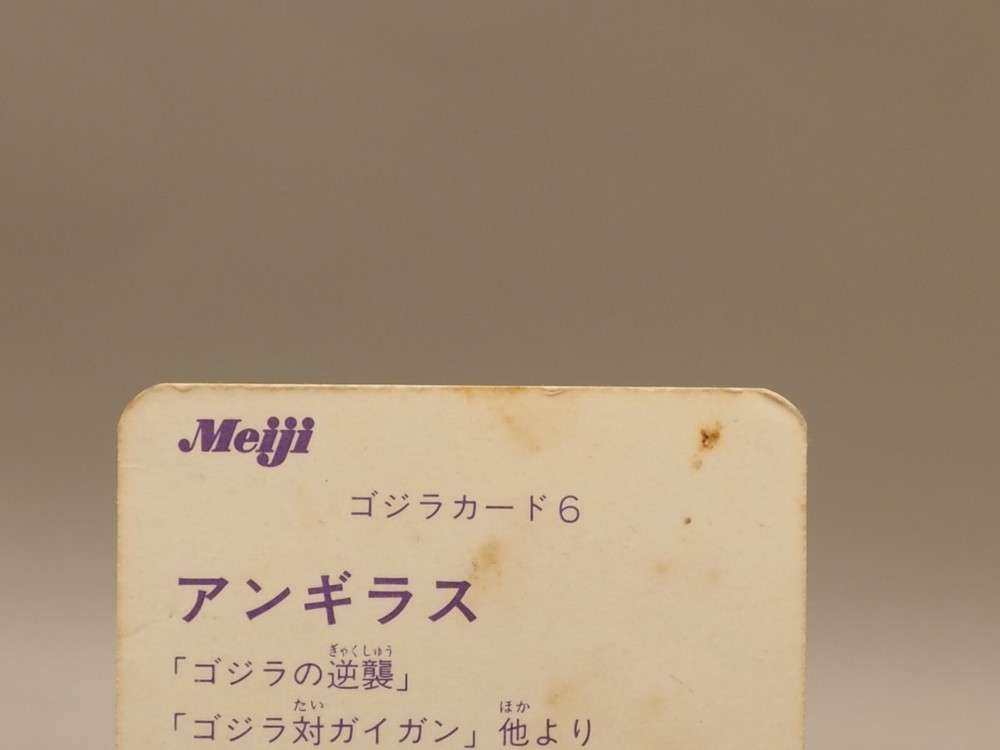 Meiji
ゴジラカード6
アンギラス
ぎゃくしゅう
「ゴジラの逆襲」
たい ほか
「ゴジラ対ガイガン」他より